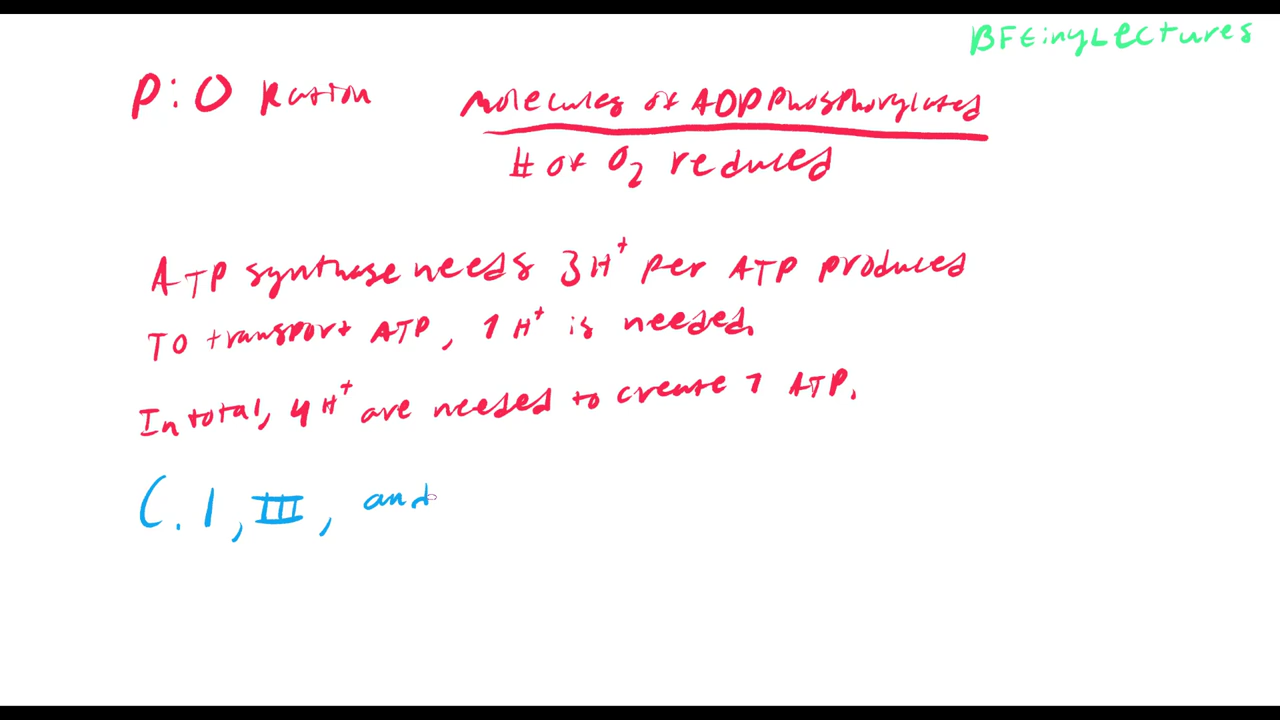 BFEinyLectures
P:O Ration
Molecules of ADP Phosphorylated
# of O₂ reduced
ATP synthase needs 3H⁺ per ATP produced
To transport ATP, 1 H⁺ is needed.
In total, 4 H⁺ are needed to create 1 ATP.
C. I, III, and